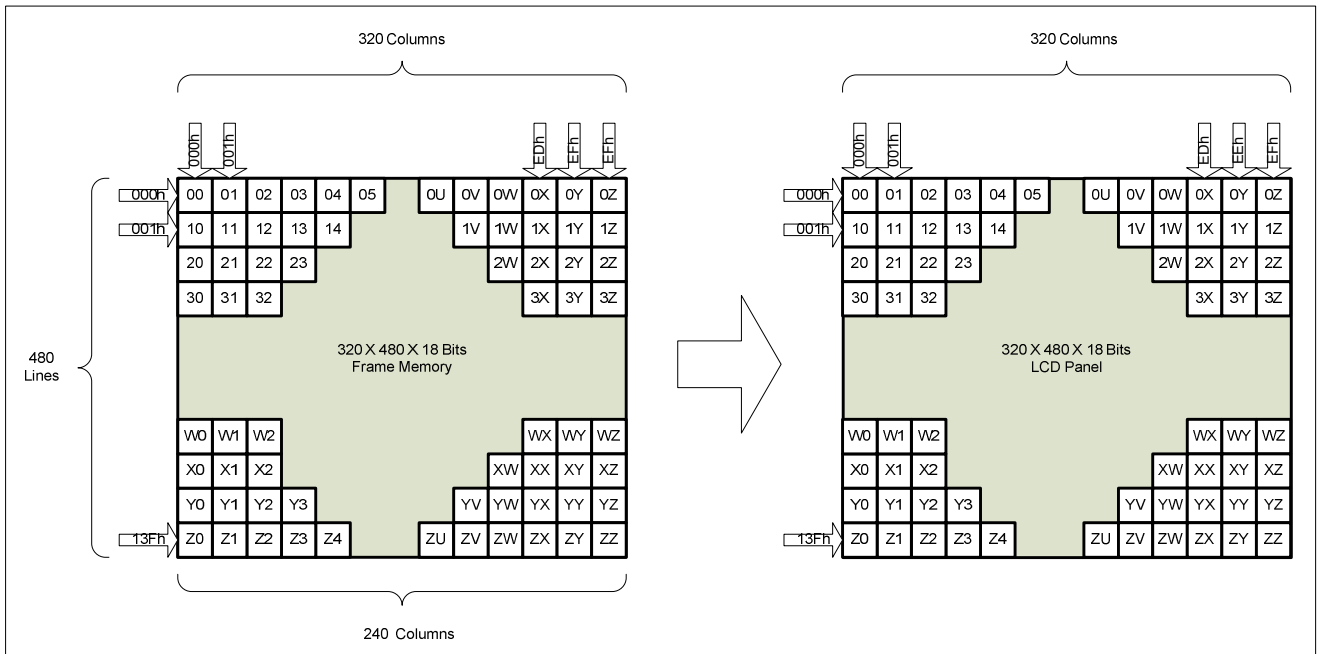 320 Columns 320 Columns
000h 001h EDh EFh EFh 000h 001h EDh EEh EFh
000h 00 01 02 03 04 05 0U 0V 0W 0X 0Y 0Z 000h 00 01 02 03 04 05 0U 0V 0W 0X 0Y 0Z
001h 10 11 12 13 14 1V 1W 1X 1Y 1Z 001h 10 11 12 13 14 1V 1W 1X 1Y 1Z
20 21 22 23 2W 2X 2Y 2Z 20 21 22 23 2W 2X 2Y 2Z
30 31 32 3X 3Y 3Z 30 31 32 3X 3Y 3Z
480
Lines
320 X 480 X 18 Bits
Frame Memory
320 X 480 X 18 Bits
LCD Panel
W0 W1 W2 WX WY WZ W0 W1 W2 WX WY WZ
X0 X1 X2 XW XX XY XZ X0 X1 X2 XW XX XY XZ
Y0 Y1 Y2 Y3 YV YW YX YY YZ Y0 Y1 Y2 Y3 YV YW YX YY YZ
13Fh Z0 Z1 Z2 Z3 Z4 ZU ZV ZW ZX ZY ZZ 13Fh Z0 Z1 Z2 Z3 Z4 ZU ZV ZW ZX ZY ZZ
240 Columns